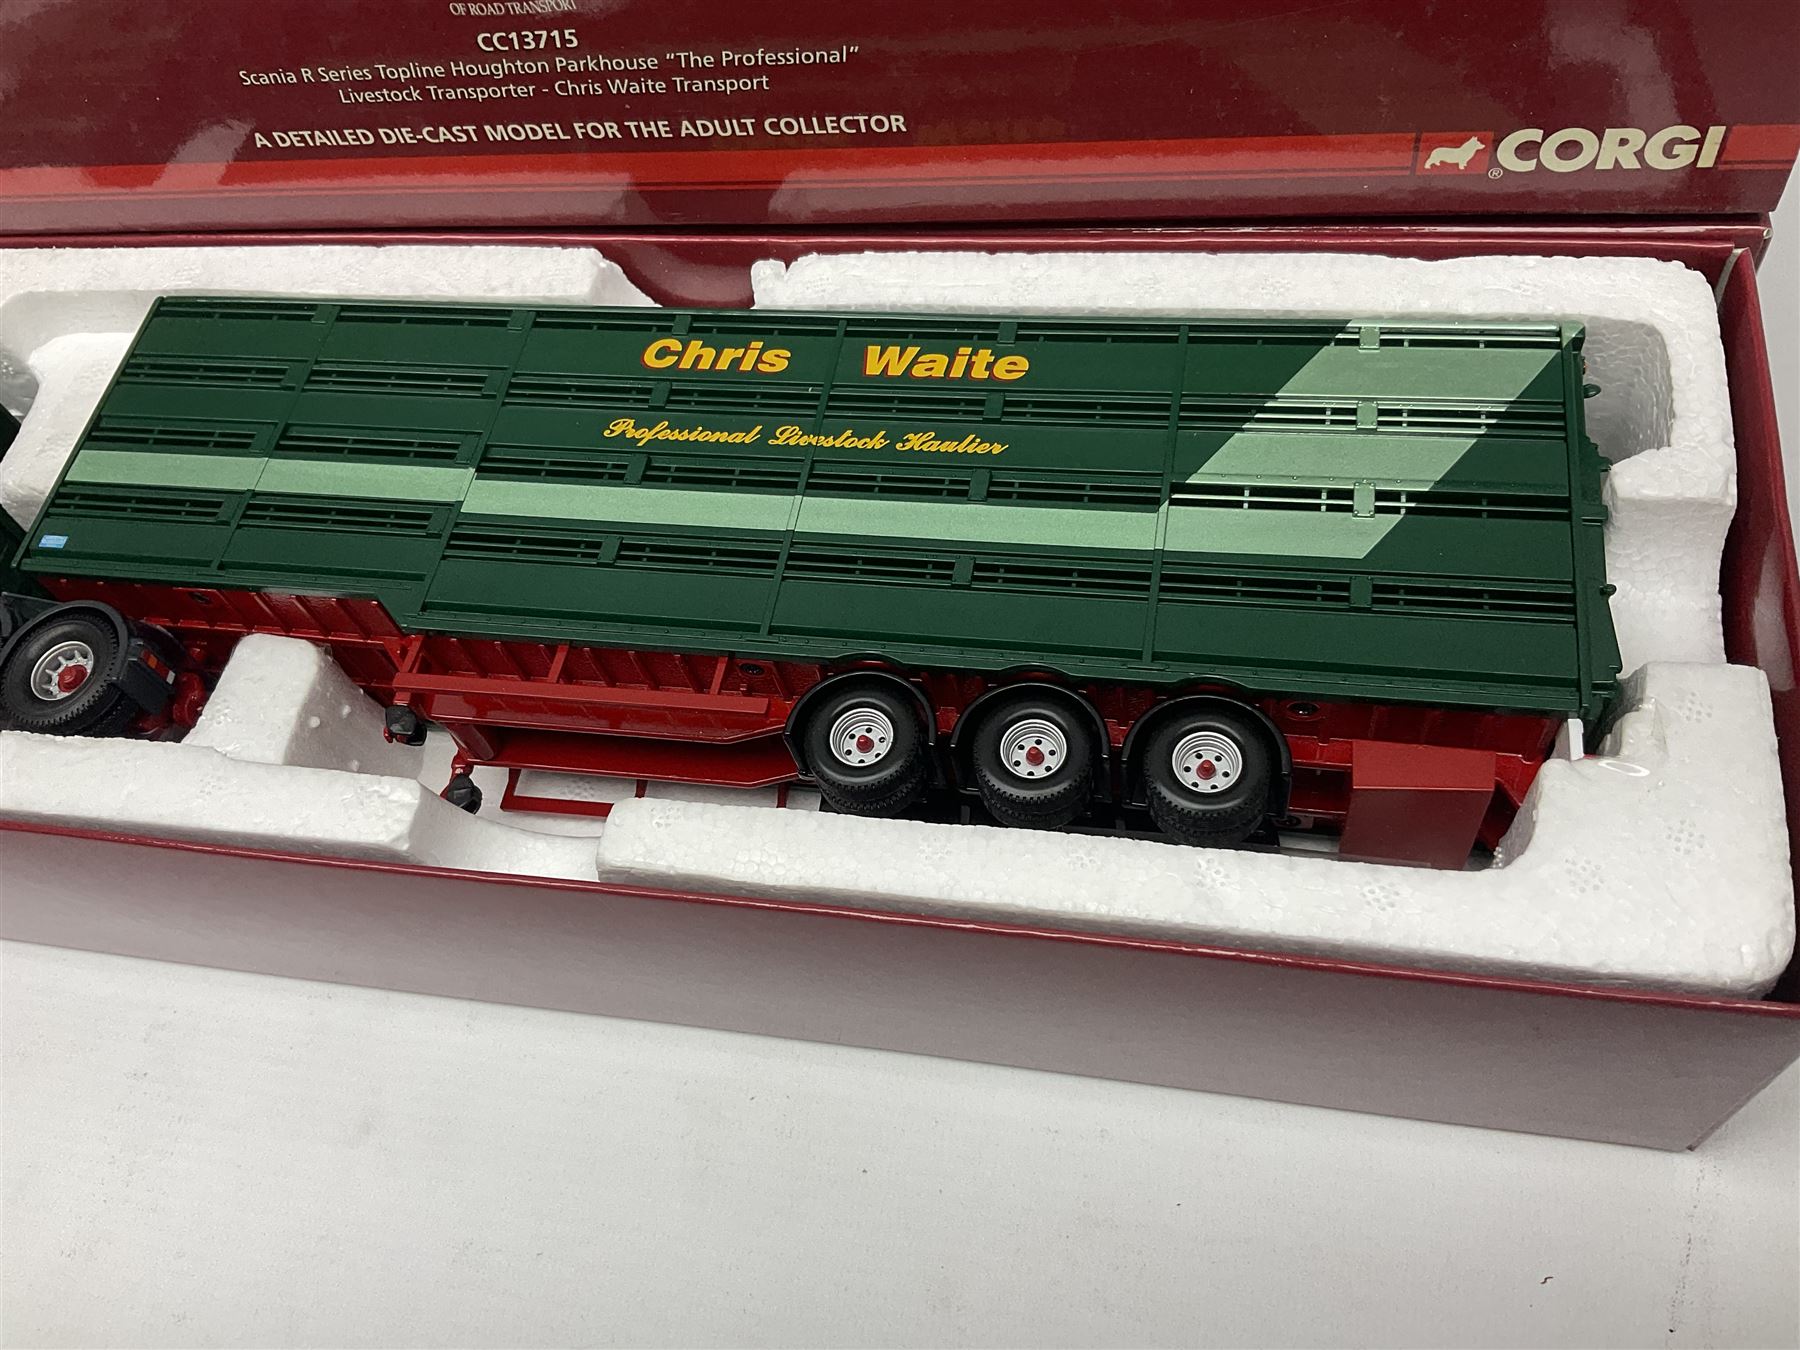 OF ROAD TRANSPORT
CC13715
Scania R Series Topline Houghton Parkhouse "The Professional"
Livestock Transporter - Chris Waite Transport
A DETAILED DIE-CAST MODEL FOR THE ADULT COLLECTOR
® CORGI
Chris Waite
Professional Livestock Haulier